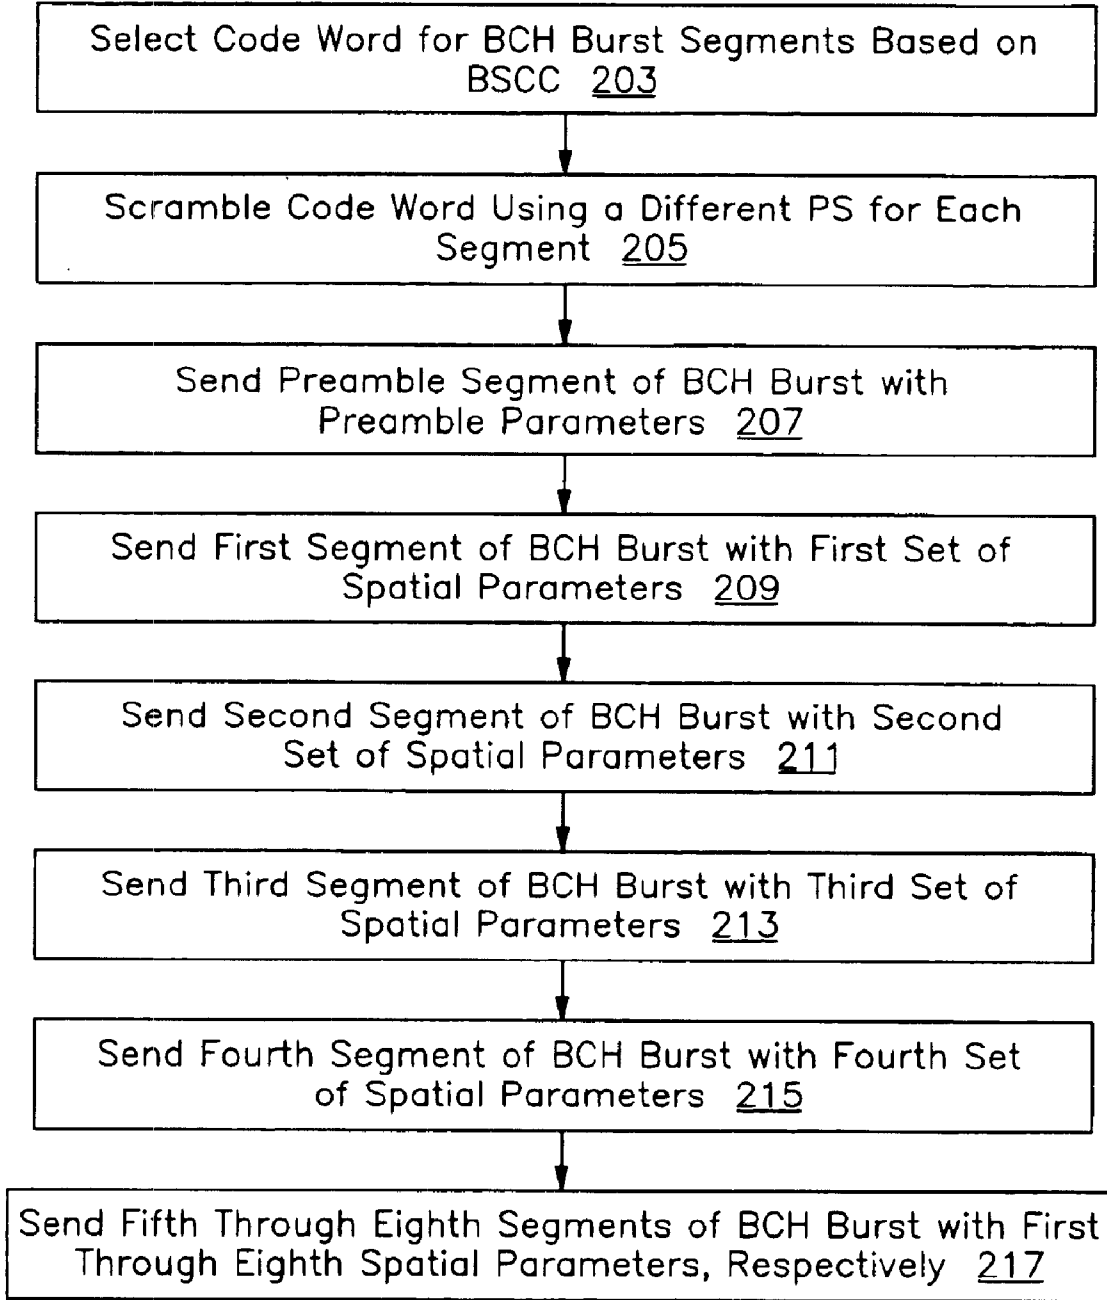 Select Code Word for BCH Burst Segments Based on
BSCC 203
Scramble Code Word Using a Different PS for Each
Segment 205
Send Preamble Segment of BCH Burst with
Preamble Parameters 207
Send First Segment of BCH Burst with First Set of
Spatial Parameters 209
Send Second Segment of BCH Burst with Second
Set of Spatial Parameters 211
Send Third Segment of BCH Burst with Third Set of
Spatial Parameters 213
Send Fourth Segment of BCH Burst with Fourth Set
of Spatial Parameters 215
Send Fifth Through Eighth Segments of BCH Burst with First
Through Eighth Spatial Parameters, Respectively 217